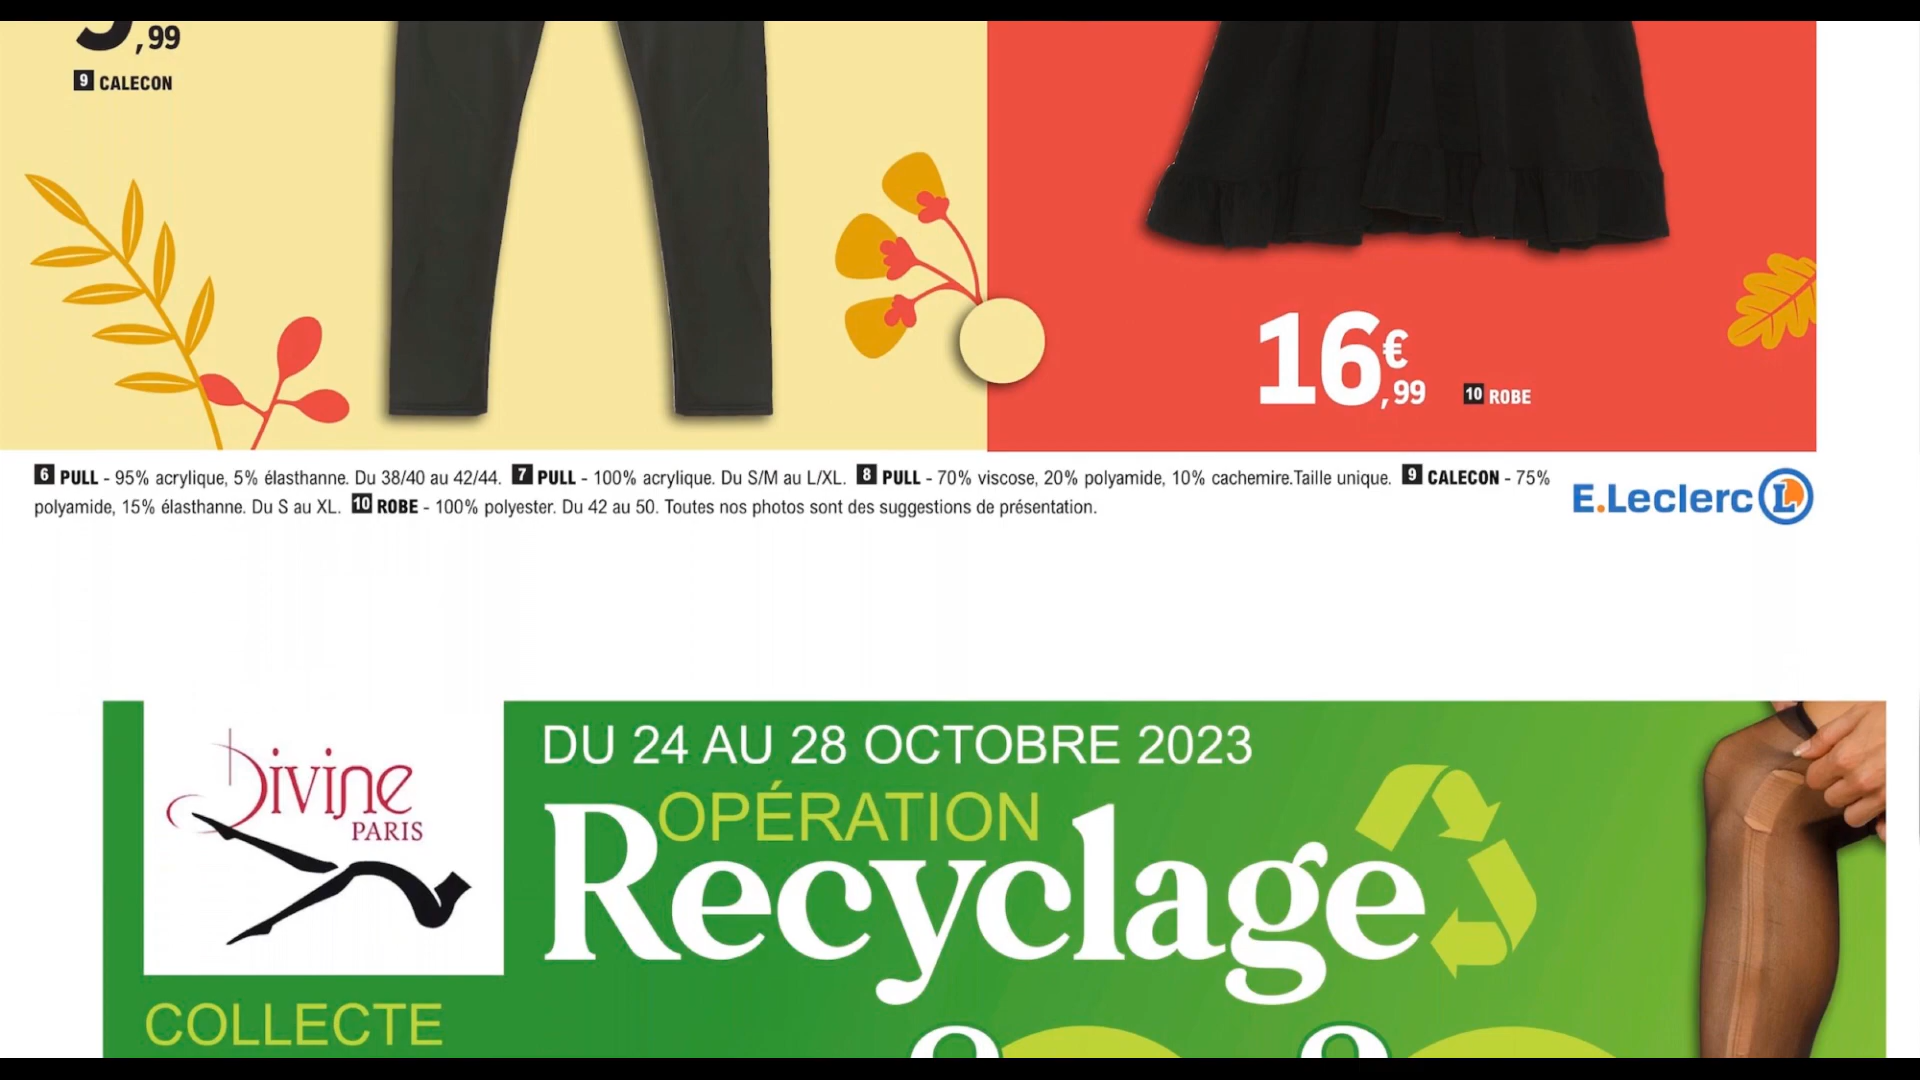 ,99
9 CALECON
16€,99
10 ROBE
6 PULL - 95% acrylique, 5% élasthanne. Du 38/40 au 42/44. 7 PULL - 100% acrylique. Du S/M au L/XL. 8 PULL - 70% viscose, 20% polyamide, 10% cachemire.Taille unique. 9 CALECON - 75%
polyamide, 15% élasthanne. Du S au XL. 10 ROBE - 100% polyester. Du 42 au 50. Toutes nos photos sont des suggestions de présentation.
E.Leclerc L
Divine
PARIS
DU 24 AU 28 OCTOBRE 2023
OPÉRATION
Recyclage
COLLECTE